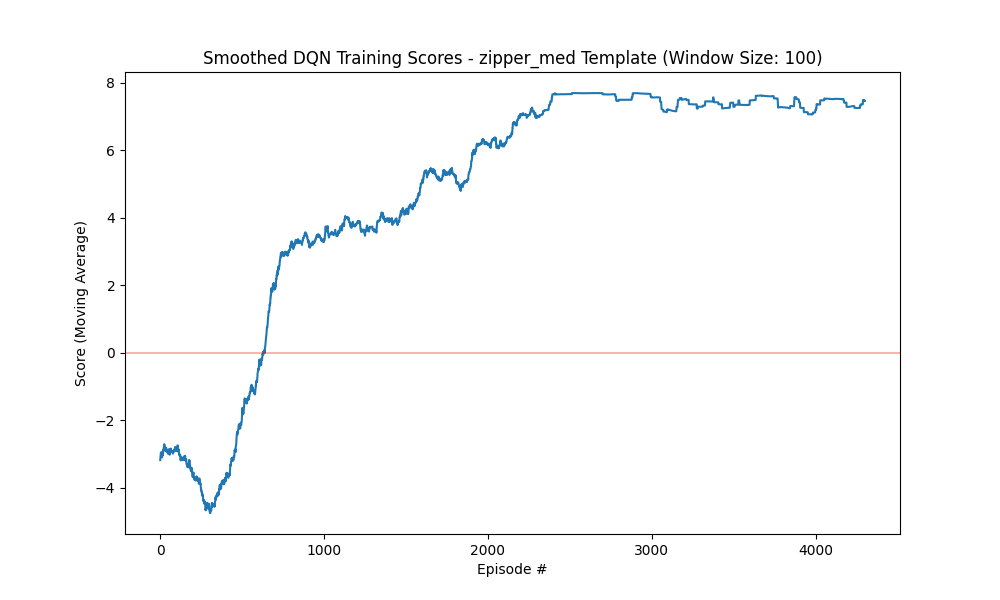 Smoothed DQN Training Scores - zipper_med Template (Window Size: 100)
8
6
4
2
0
−2
−4
Score (Moving Average)
0 1000 2000 3000 4000
Episode #